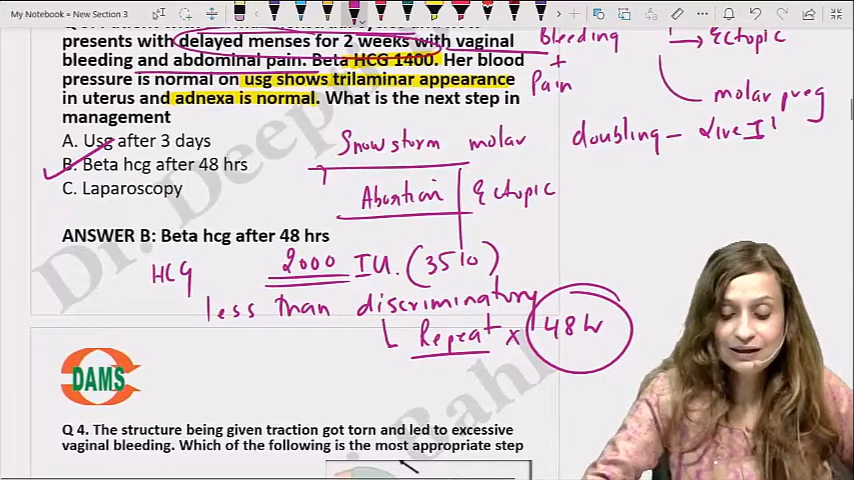 M ▾ New Section 3
presents with delayed menses for 2 weeks with vaginal
bleeding and abdominal pain. Beta HCG 1400. Her blood
pressure is normal on usg shows trilaminar appearance
in uterus and adnexa is normal. What is the next step in
management
A. Usg after 3 days
B. Beta hcg after 48 hrs
C. Laparoscopy
Bleeding
+
Pain
Ectopic
molar preg
Snowstorm molar
doubling - Live
Abortion Ectopic
ANSWER B: Beta hcg after 48 hrs
HCG 2000 IU. (3510)
less than discriminatory
Repeat x 48 hr
DAMS
Q 4. The structure being given traction got torn and led to excessive
vaginal bleeding. Which of the following is the most appropriate step